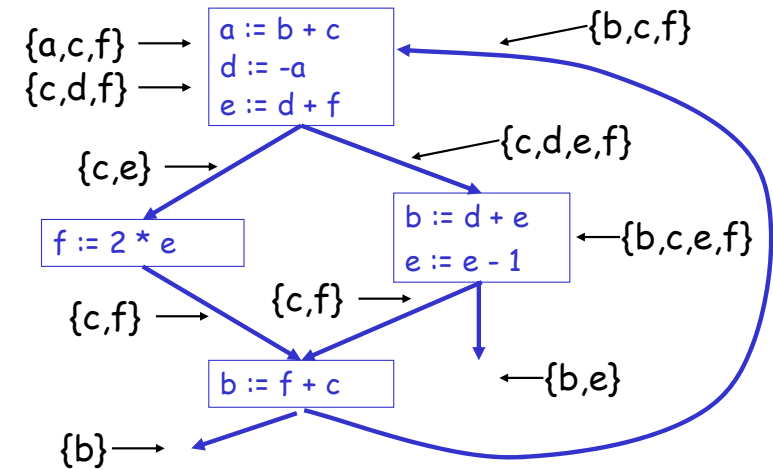 {b,c,f}
{a,c,f}
a := b + c
{c,d,f}
d := -a
e := d + f
{c,e}
{c,d,e,f}
b := d + e
f := 2 * e
{b,c,e,f}
e := e - 1
{c,f}
{c,f}
b := f + c
{b,e}
{b}